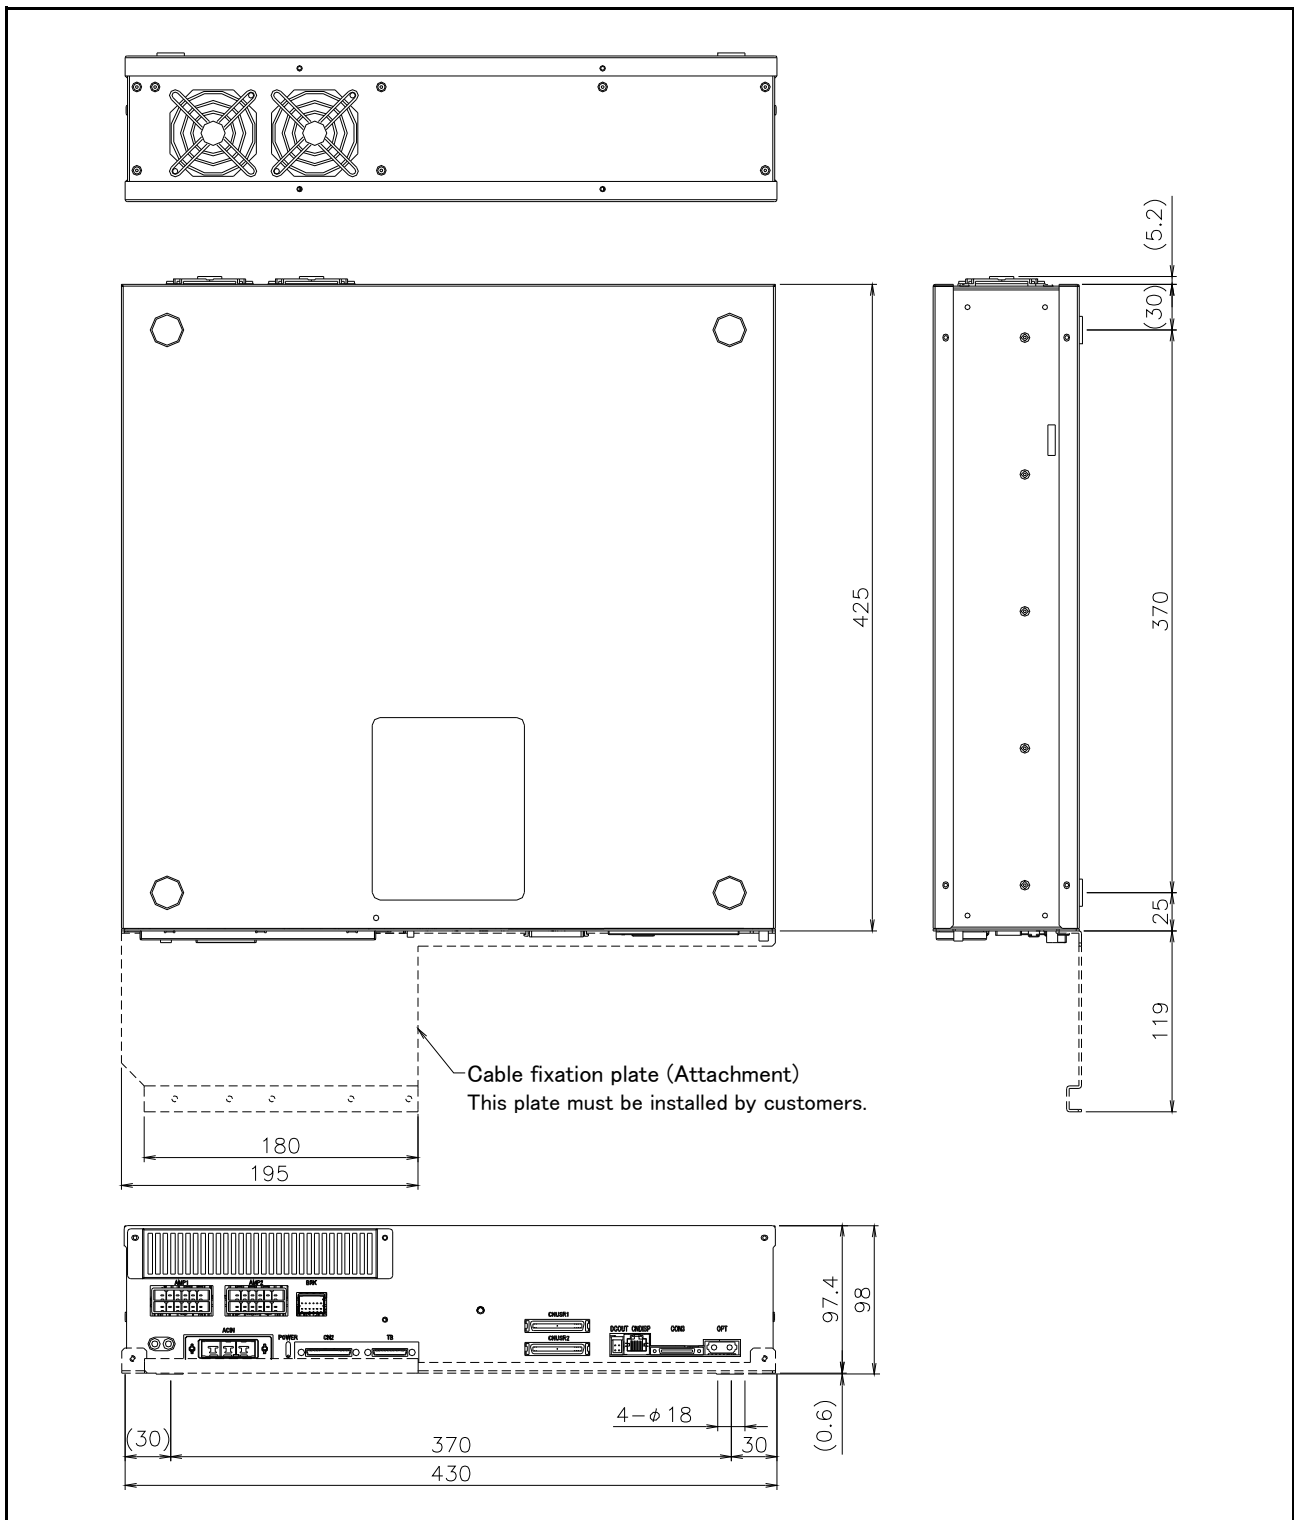 (5.2)
(30)
425
370
25
119
Cable fixation plate (Attachment)
This plate must be installed by customers.
180
195
AMP1 AMP2 BRK
97.4
98
CNUSR1
ACIN POWER CN2 TB CNUSR2 DCOUT CNDISP CON3 OPT
4-φ18
(0.6)
(30) 370 30
430